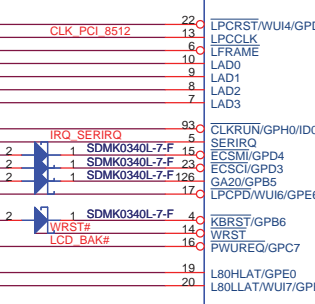 22 LPCRST/WUI4/GPD
CLK_PCI_8512 13 LPCCLK
6 LFRAME
10 LAD0
9 LAD1
8 LAD2
7 LAD3
93 CLKRUN/GPH0/ID0
IRQ_SERIRQ 5 SERIRQ
2 1 SDMK0340L-7-F 15 ECSMI/GPD4
2 1 SDMK0340L-7-F 23 ECSCI/GPD3
2 1 SDMK0340L-7-F 126 GA20/GPB5
17 LPCPD/WUI6/GPE6
2 1 SDMK0340L-7-F 4 KBRST/GPB6
WRST# 14 WRST
LCD_BAK# 16 PWUREQ/GPC7
19 L80HLAT/GPE0
20 L80LLAT/WUI7/GP